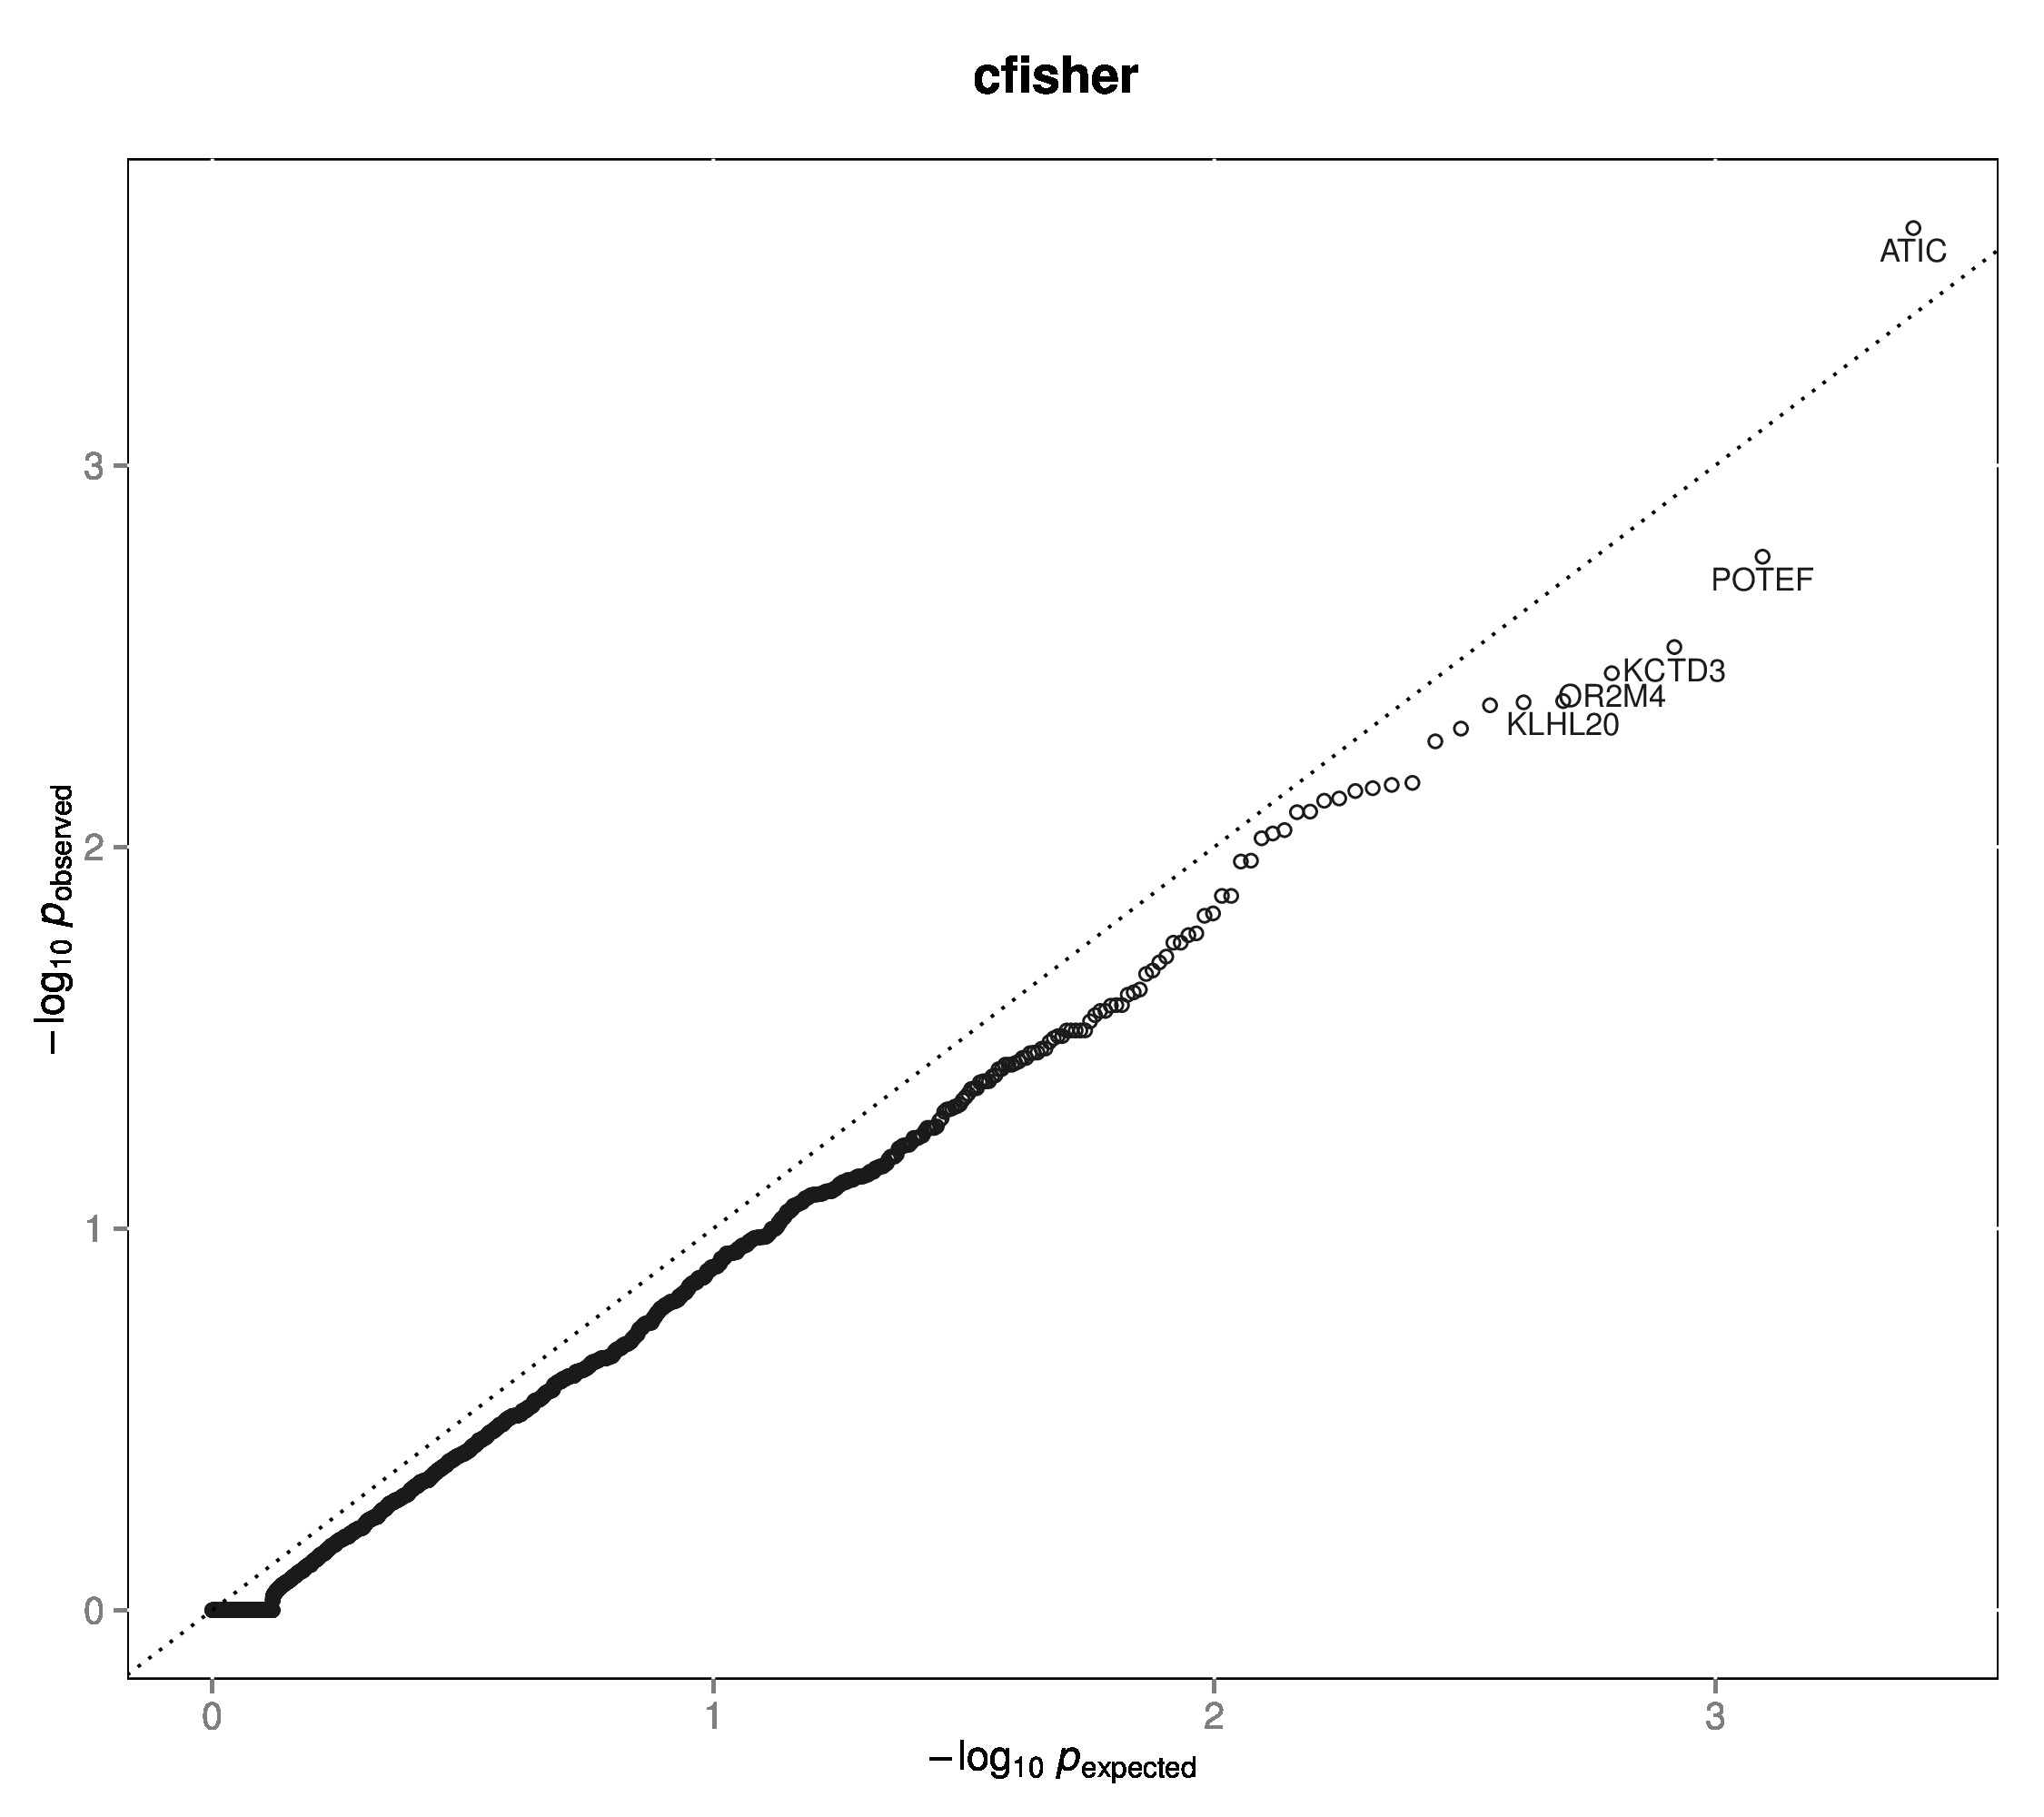 cfisher
ATIC
3
POTEF
KCTD3
OR2M4
KLHL20
−log10 pobserved
2
1
0
0 1 2 3
−log10 pexpected